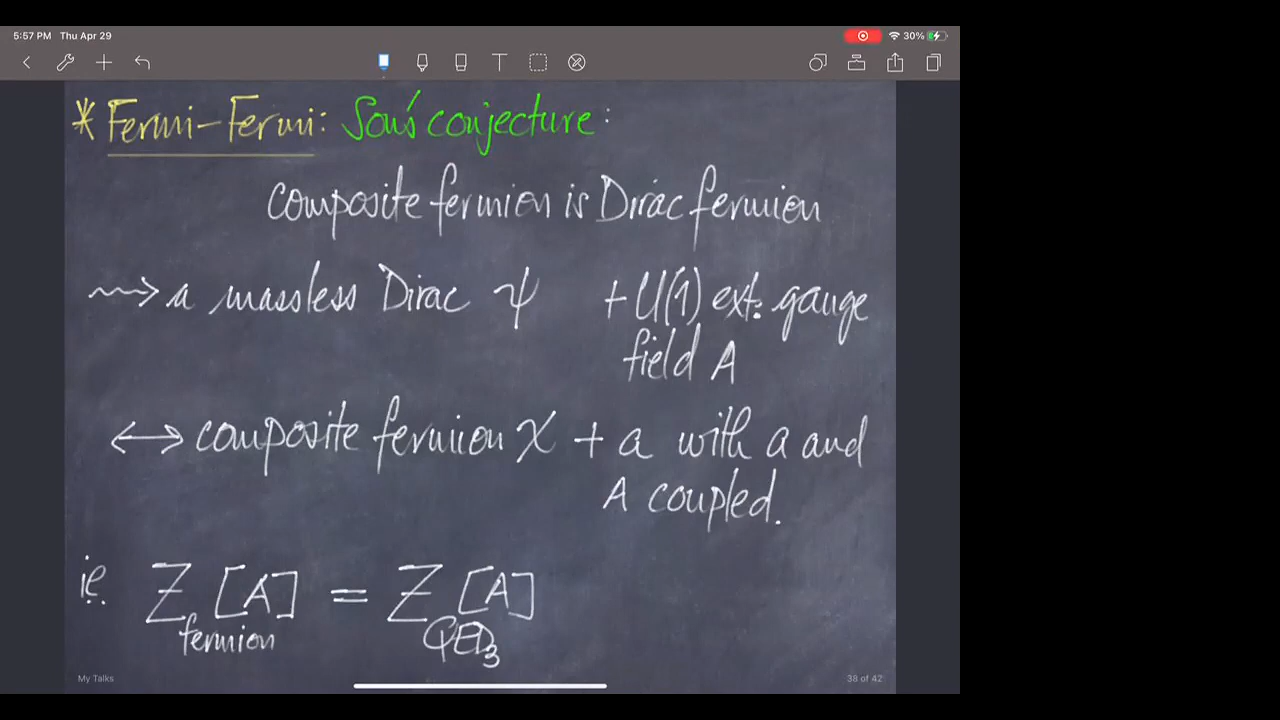 5:57 PM Thu Apr 29
30%
T
* Fermi-Fermi: Son's conjecture:
composite fermion is Dirac fermion
⇝ a massless Dirac ψ + U(1) ext. gauge
field A
↔ composite fermion χ + a with a and
A coupled.
ie Z [A] = Z [A]
fermion QED₃
My Talks
38 of 42